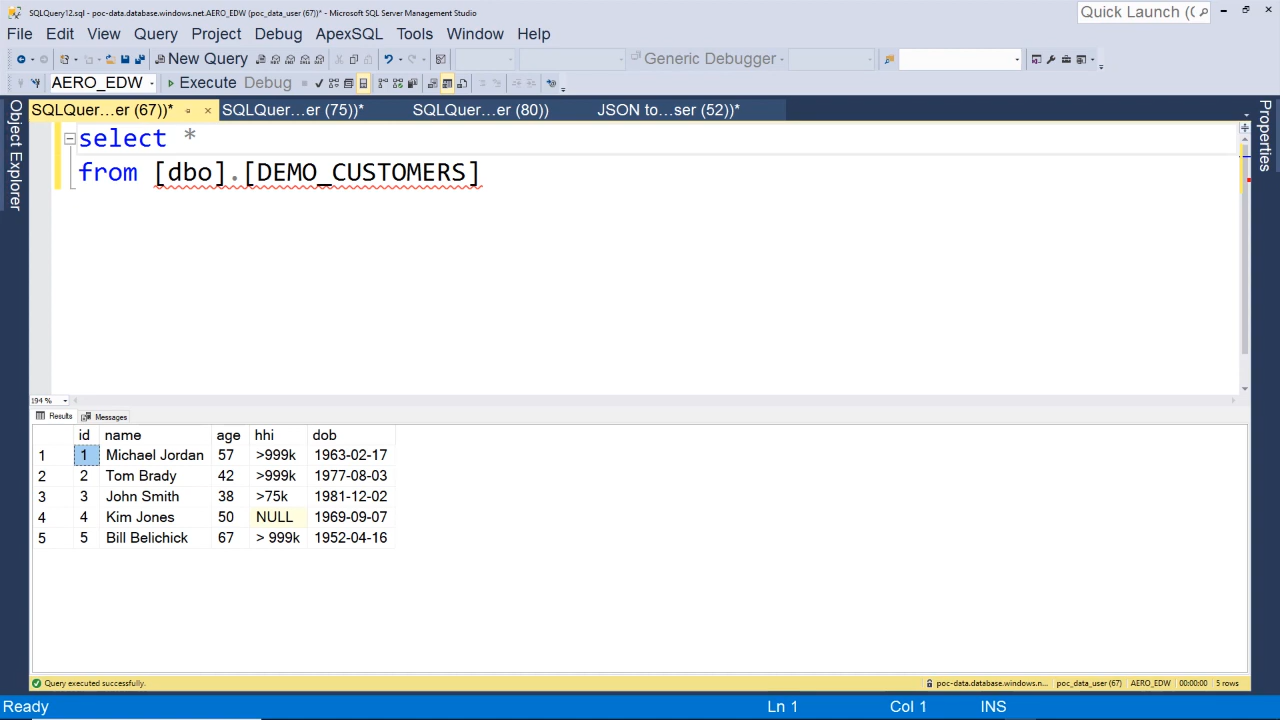 SQLQuery12.sql - poc-data.database.windows.net.AERO_EDW (poc_data_user (67))* - Microsoft SQL Server Management Studio
Quick Launch (
File Edit View Query Project Debug ApexSQL Tools Window Help
New Query Generic Debugger
AERO_EDW Execute Debug
SQLQuer...er (67))* SQLQuer...er (75))* SQLQuer...er (80)) JSON to...ser (52))*
Object Explorer
Properties
select *
from [dbo].[DEMO_CUSTOMERS]
194 %
Results Messages
id name age hhi dob
1 1 Michael Jordan 57 >999k 1963-02-17
2 2 Tom Brady 42 >999k 1977-08-03
3 3 John Smith 38 >75k 1981-12-02
4 4 Kim Jones 50 NULL 1969-09-07
5 5 Bill Belichick 67 > 999k 1952-04-16
Query executed successfully. poc-data.database.windows.n... poc_data_user (67) AERO_EDW 00:00:00 5 rows
Ready Ln 1 Col 1 INS